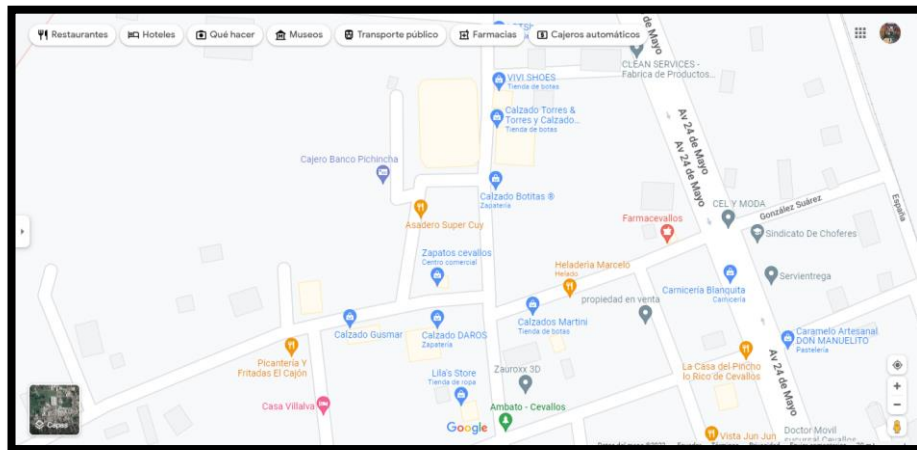 Restaurantes
Hoteles
Qué hacer
Museos
Transporte público
Farmacias
Cajeros automáticos
CLEAN SERVICES -
Fabrica de Productos...
VIVI SHOES
Tienda de botas
Calzado Torres &
Torres y Calzado...
Tienda de botas
Av 24 de Mayo
Av 24 de Mayo
Av 24 de Mayo
Cajero Banco Pichincha
Calzado Botitas ®
Zapatería
CEL Y MODA
González Suárez
España
Asadero Super Cuy
Farmacevallos
Sindicato De Choferes
Zapatos cevallos
Centro comercial
Heladería Marcelo
Helado
Carnicería Blanquita
Carnicería
Servientrega
propiedad en venta
Calzado Gusmar
Calzado DAROS
Zapatería
Calzados Martini
Tienda de botas
Caramelo Artesanal
DON MANUELITO
Pastelería
Picantería Y
Fritadas El Cajón
Lila's Store
Tienda de ropa
Zauroxx 3D
La Casa del Pincho
lo Rico de Cevallos
Av 24 de Mayo
Casa Villalva
Ambato - Cevallos
Capas
Google
Vista Jun Jun
Doctor Movil
sucursal Cevallos